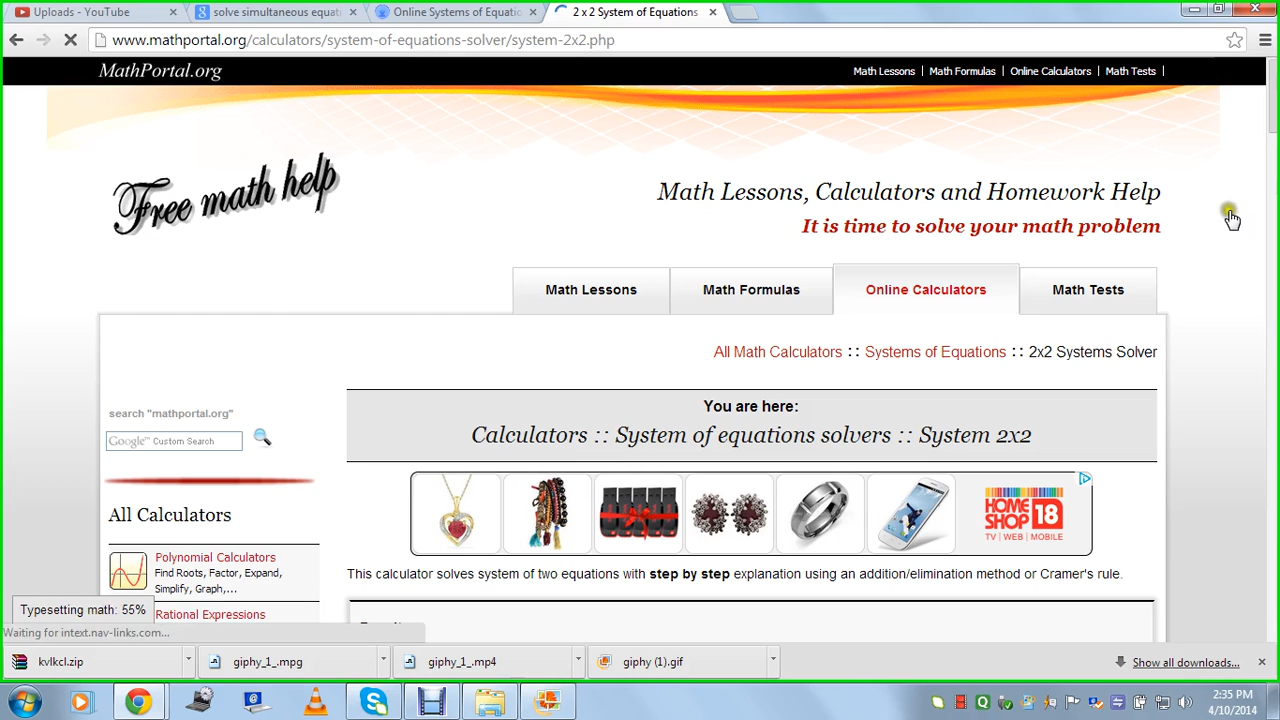 Uploads - YouTube
solve simultaneous equati
Online Systems of Equatio
2 x 2 System of Equations
www.mathportal.org/calculators/system-of-equations-solver/system-2x2.php
MathPortal.org
Math Lessons | Math Formulas | Online Calculators | Math Tests |
Free math help
Math Lessons, Calculators and Homework Help
It is time to solve your math problem
Math Lessons
Math Formulas
Online Calculators
Math Tests
All Math Calculators :: Systems of Equations :: 2x2 Systems Solver
search "mathportal.org"
Google™ Custom Search
You are here:
Calculators :: System of equations solvers :: System 2x2
HOME
SHOP 18
TV | WEB | MOBILE
All Calculators
Polynomial Calculators
Find Roots, Factor, Expand,
Simplify, Graph,...
Rational Expressions
This calculator solves system of two equations with step by step explanation using an addition/elimination method or Cramer's rule.
Typesetting math: 55%
Waiting for intext.nav-links.com...
kvlkcl.zip
giphy_1_.mpg
giphy_1_.mp4
giphy (1).gif
Show all downloads...
2:35 PM
4/10/2014